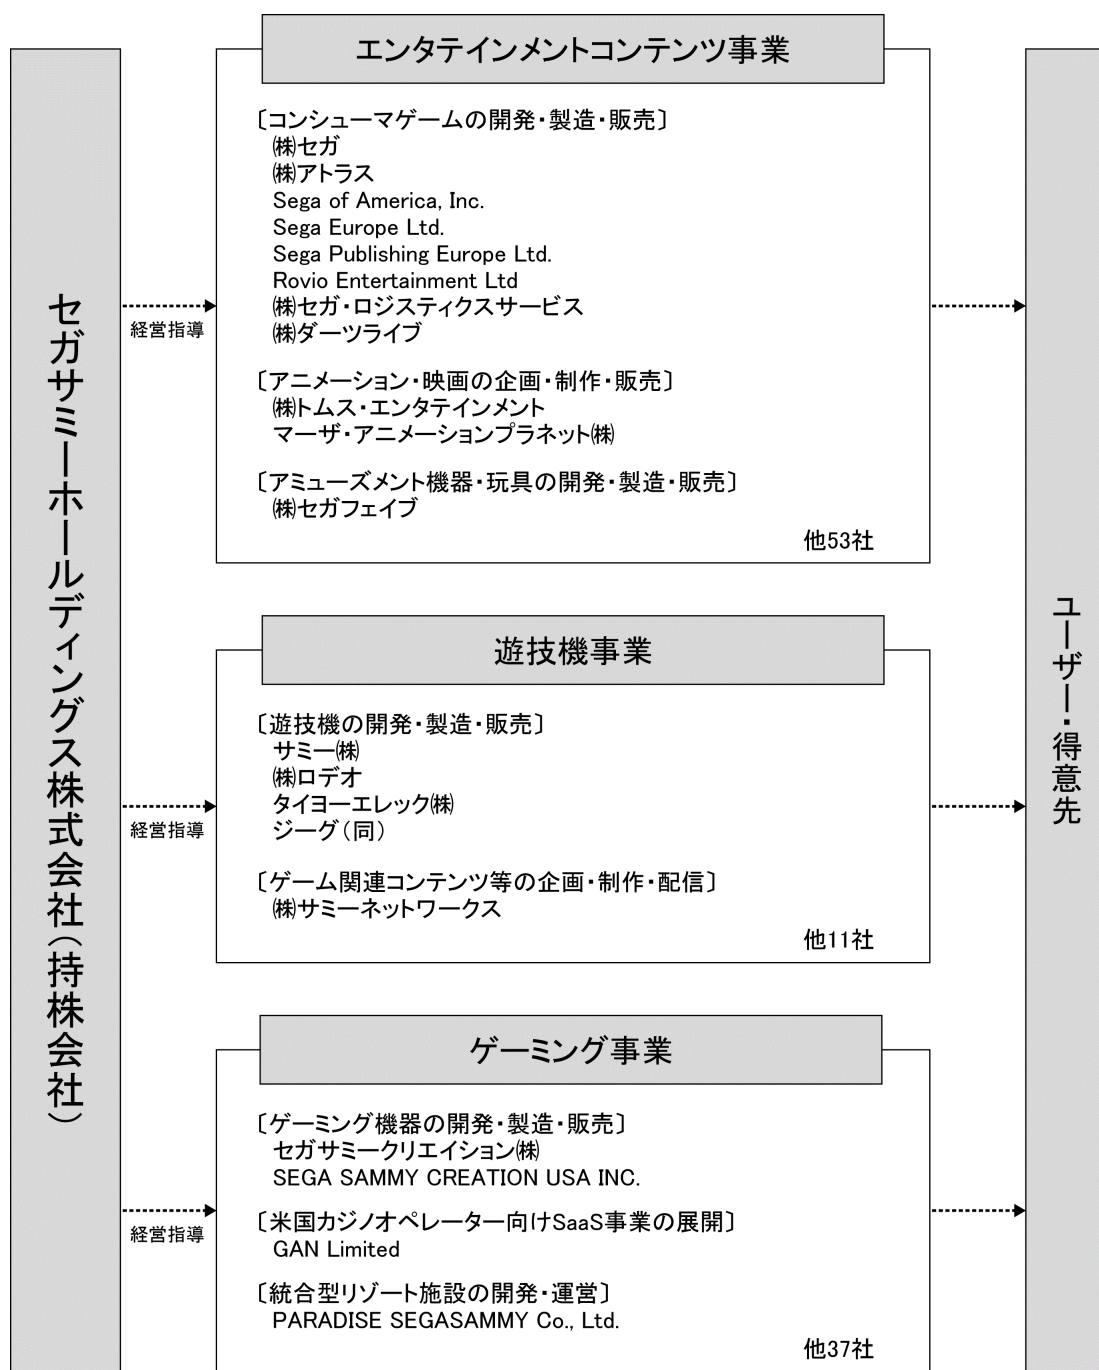 セガサミーホールディングス株式会社(持株会社)
経営指導
エンタテインメントコンテンツ事業
〔コンシューマゲームの開発・製造・販売〕
㈱セガ
㈱アトラス
Sega of America, Inc.
Sega Europe Ltd.
Sega Publishing Europe Ltd.
Rovio Entertainment Ltd
㈱セガ・ロジスティクスサービス
㈱ダーツライブ
〔アニメーション・映画の企画・制作・販売〕
㈱トムス・エンタテインメント
マーザ・アニメーションプラネット㈱
〔アミューズメント機器・玩具の開発・製造・販売〕
㈱セガフェイブ
他53社
経営指導
遊技機事業
〔遊技機の開発・製造・販売〕
サミー㈱
㈱ロデオ
タイヨーエレック㈱
ジーグ(同)
〔ゲーム関連コンテンツ等の企画・制作・配信〕
㈱サミーネットワークス
他11社
経営指導
ゲーミング事業
〔ゲーミング機器の開発・製造・販売〕
セガサミークリエイション㈱
SEGA SAMMY CREATION USA INC.
〔米国カジノオペレーター向けSaaS事業の展開〕
GAN Limited
〔統合型リゾート施設の開発・運営〕
PARADISE SEGASAMMY Co., Ltd.
他37社
ユーザー・得意先